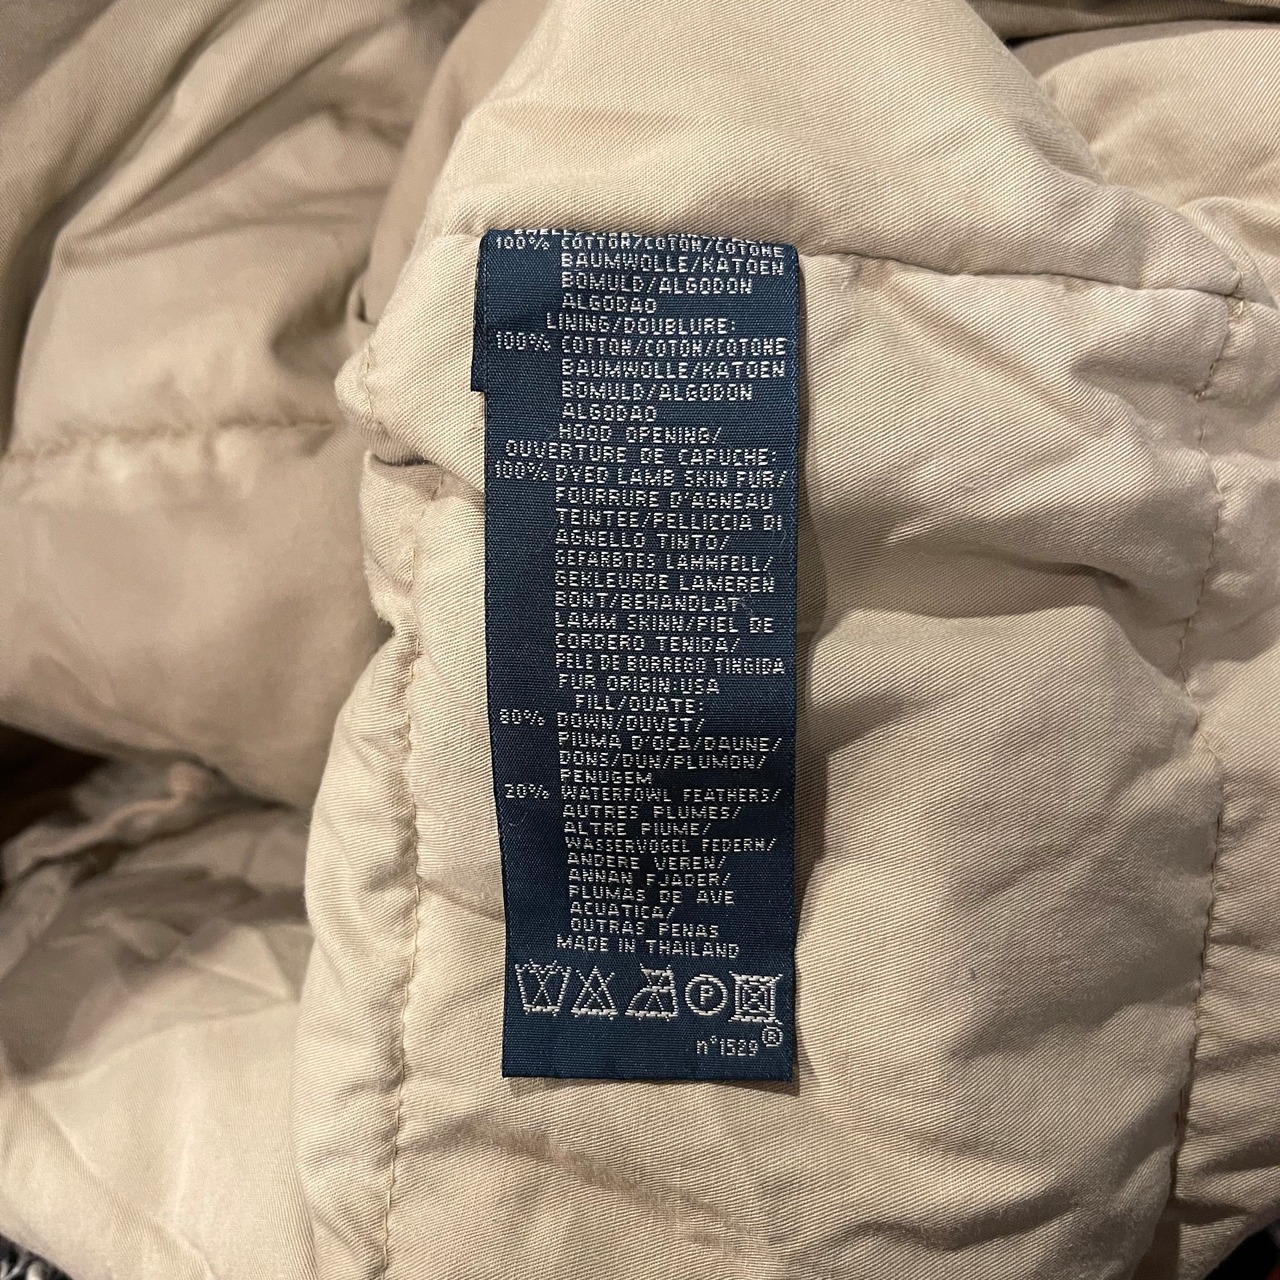 100% COTTON/COTON/COTONE
BAUMWOLLE/KATOEN
BOMULD/ALGODON
ALGODAO
LINING/DOUBLURE:
100% COTTON/COTON/COTONE
BAUMWOLLE/KATOEN
BOMULD/ALGODON
ALGODAO
HOOD OPENING/
OUVERTURE DE CAPUCHE:
100% DYED LAMB SKIN FUR/
FOURRURE D'AGNEAU
TEINTEE/PELLICCIA DI
AGNELLO TINTO/
GEFARBTES LAMMFELL/
GEKLEURDE LAMEREN
BONT/BEHANDLAT
LAMM SKINN/PIEL DE
CORDERO TENIDA/
PELE DE BORREGO TINGIDA
FUR ORIGIN:USA
FILL/OUATE:
80% DOWN/DUVET/
PIUMA D'OCA/DAUNE/
DONS/DUN/PLUMON/
PENUGEM
20% WATERFOWL FEATHERS/
AUTRES PLUMES/
ALTRE PIUME/
WASSERVOGEL FEDERN/
ANDERE VEREN/
ANNAN FJADER/
PLUMAS DE AVE
ACUATICA/
OUTRAS PENAS
MADE IN THAILAND
P
n°1529®